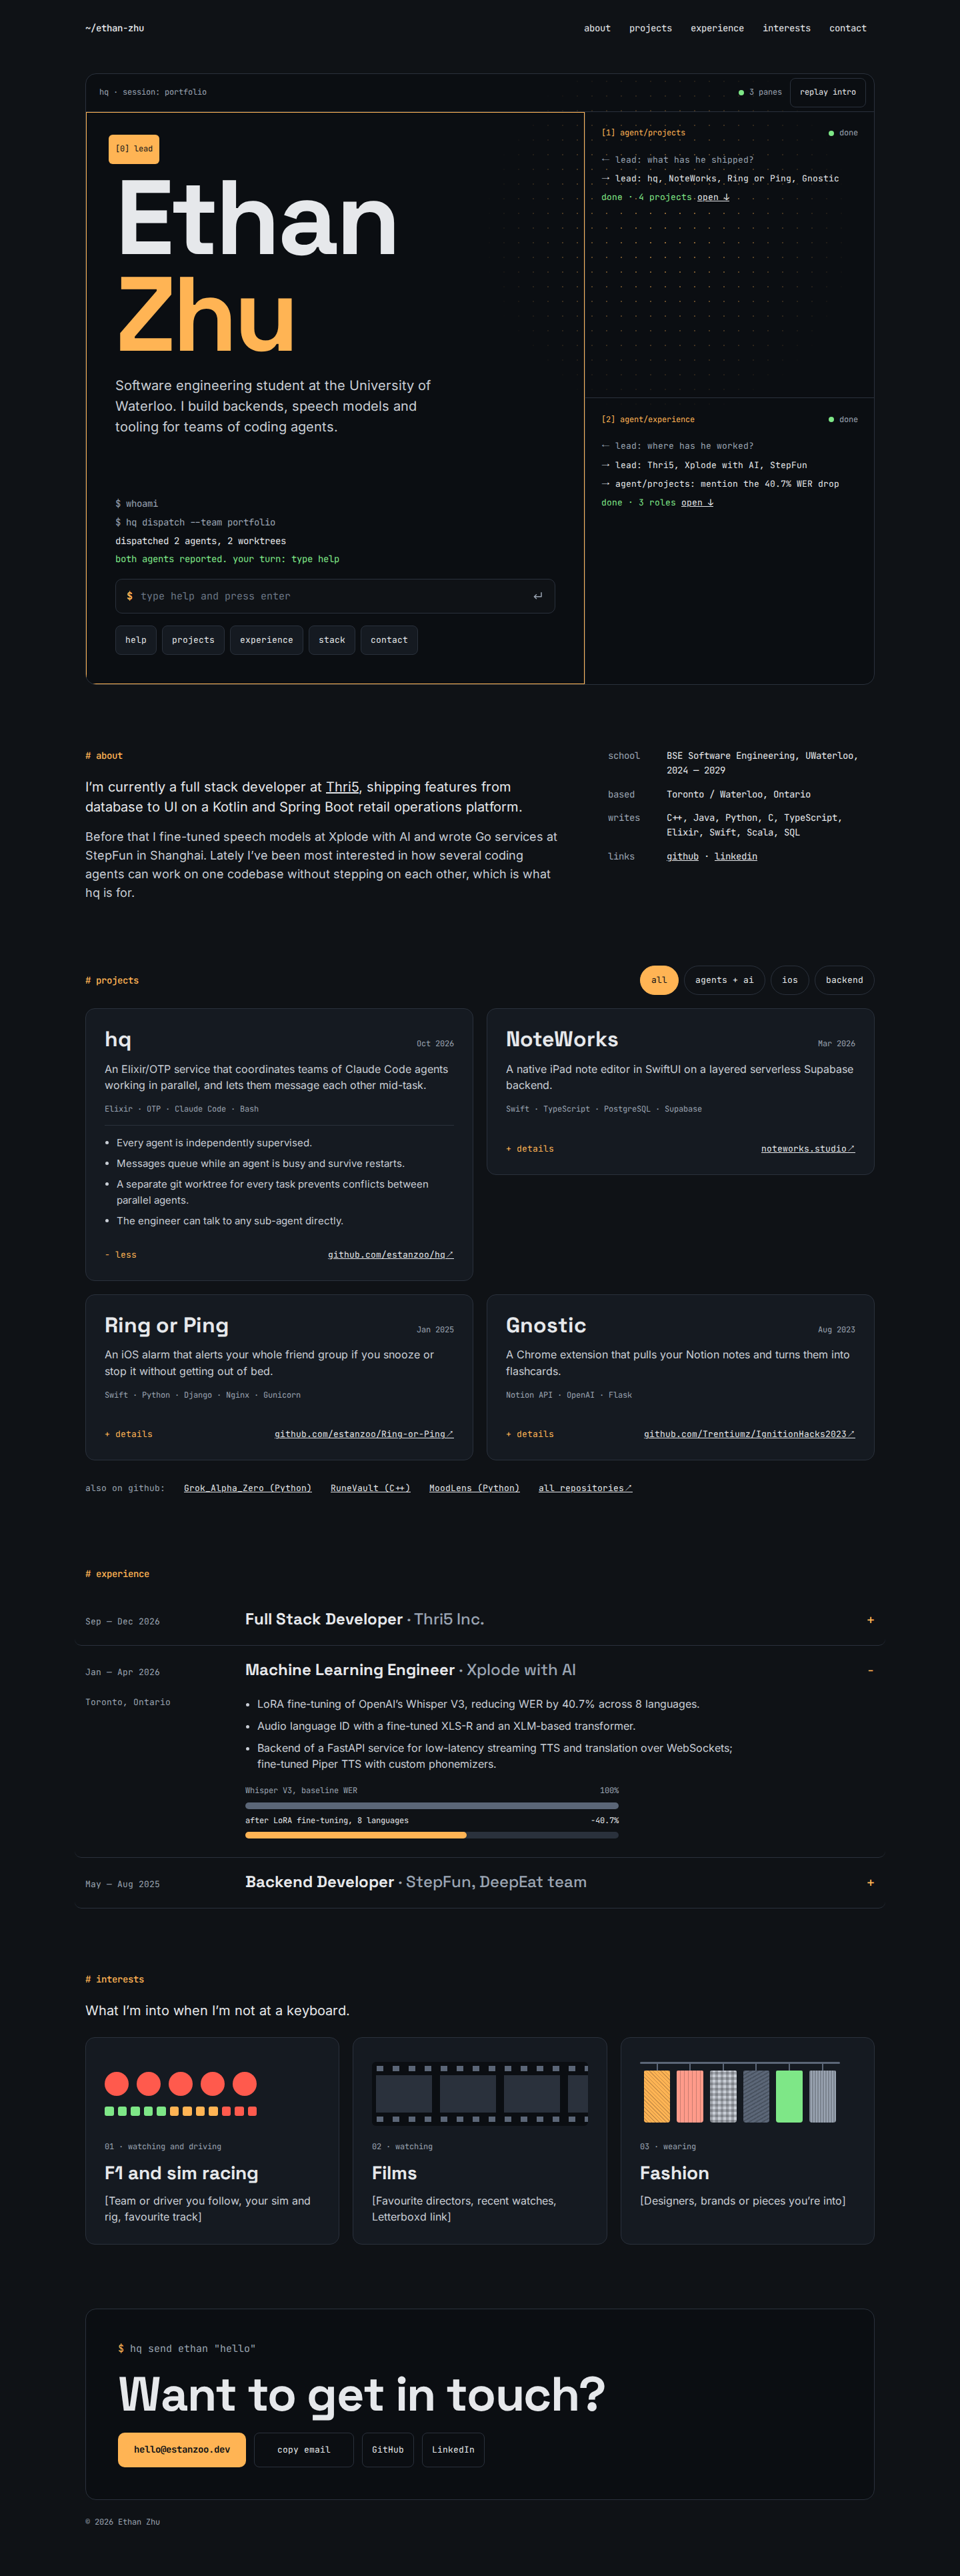 ~/ethan-zhu
about projects experience interests contact
hq · session: portfolio
3 panes replay intro
[0] lead
Ethan
Zhu
Software engineering student at the University of
Waterloo. I build backends, speech models and
tooling for teams of coding agents.
$ whoami
$ hq dispatch --team portfolio
dispatched 2 agents, 2 worktrees
both agents reported. your turn: type help
$ type help and press enter ↵
help projects experience stack contact
[1] agent/projects done
← lead: what has he shipped?
→ lead: hq, NoteWorks, Ring or Ping, Gnostic
done · 4 projects open ↓
[2] agent/experience done
← lead: where has he worked?
→ lead: Thri5, Xplode with AI, StepFun
→ agent/projects: mention the 40.7% WER drop
done · 3 roles open ↓
# about
I’m currently a full stack developer at Thri5, shipping features from
database to UI on a Kotlin and Spring Boot retail operations platform.
Before that I fine-tuned speech models at Xplode with AI and wrote Go services at
StepFun in Shanghai. Lately I’ve been most interested in how several coding
agents can work on one codebase without stepping on each other, which is what
hq is for.
school BSE Software Engineering, UWaterloo,
2024 — 2029
based Toronto / Waterloo, Ontario
writes C++, Java, Python, C, TypeScript,
Elixir, Swift, Scala, SQL
links github · linkedin
# projects
all agents + ai ios backend
hq Oct 2026
An Elixir/OTP service that coordinates teams of Claude Code agents
working in parallel, and lets them message each other mid-task.
Elixir · OTP · Claude Code · Bash
• Every agent is independently supervised.
• Messages queue while an agent is busy and survive restarts.
• A separate git worktree for every task prevents conflicts between
parallel agents.
• The engineer can talk to any sub-agent directly.
- less github.com/estanzoo/hq↗
NoteWorks Mar 2026
A native iPad note editor in SwiftUI on a layered serverless Supabase
backend.
Swift · TypeScript · PostgreSQL · Supabase
+ details noteworks.studio↗
Ring or Ping Jan 2025
An iOS alarm that alerts your whole friend group if you snooze or
stop it without getting out of bed.
Swift · Python · Django · Nginx · Gunicorn
+ details github.com/estanzoo/Ring-or-Ping↗
Gnostic Aug 2023
A Chrome extension that pulls your Notion notes and turns them into
flashcards.
Notion API · OpenAI · Flask
+ details github.com/Trentiumz/IgnitionHacks2023↗
also on github: Grok_Alpha_Zero (Python) RuneVault (C++) MoodLens (Python) all repositories↗
# experience
Sep — Dec 2026 Full Stack Developer · Thri5 Inc. +
Jan — Apr 2026 Machine Learning Engineer · Xplode with AI -
Toronto, Ontario
• LoRA fine-tuning of OpenAI’s Whisper V3, reducing WER by 40.7% across 8 languages.
• Audio language ID with a fine-tuned XLS-R and an XLM-based transformer.
• Backend of a FastAPI service for low-latency streaming TTS and translation over WebSockets;
fine-tuned Piper TTS with custom phonemizers.
Whisper V3, baseline WER 100%
after LoRA fine-tuning, 8 languages -40.7%
May — Aug 2025 Backend Developer · StepFun, DeepEat team +
# interests
What I’m into when I’m not at a keyboard.
01 · watching and driving
F1 and sim racing
[Team or driver you follow, your sim and
rig, favourite track]
02 · watching
Films
[Favourite directors, recent watches,
Letterboxd link]
03 · wearing
Fashion
[Designers, brands or pieces you’re into]
$ hq send ethan "hello"
Want to get in touch?
hello@estanzoo.dev copy email GitHub LinkedIn
© 2026 Ethan Zhu